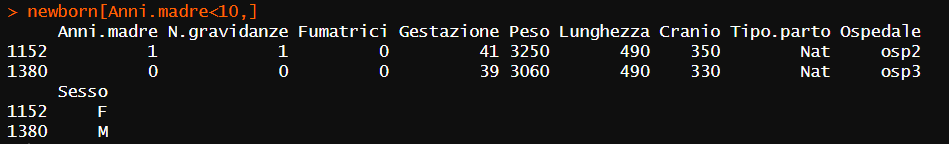 > newborn[Anni.madre<10,]
Anni.madre N.gravidanze Fumatrici Gestazione Peso Lunghezza Cranio Tipo.parto Ospedale
1152 1 1 0 41 3250 490 350 Nat osp2
1380 0 0 0 39 3060 490 330 Nat osp3
Sesso
1152 F
1380 M